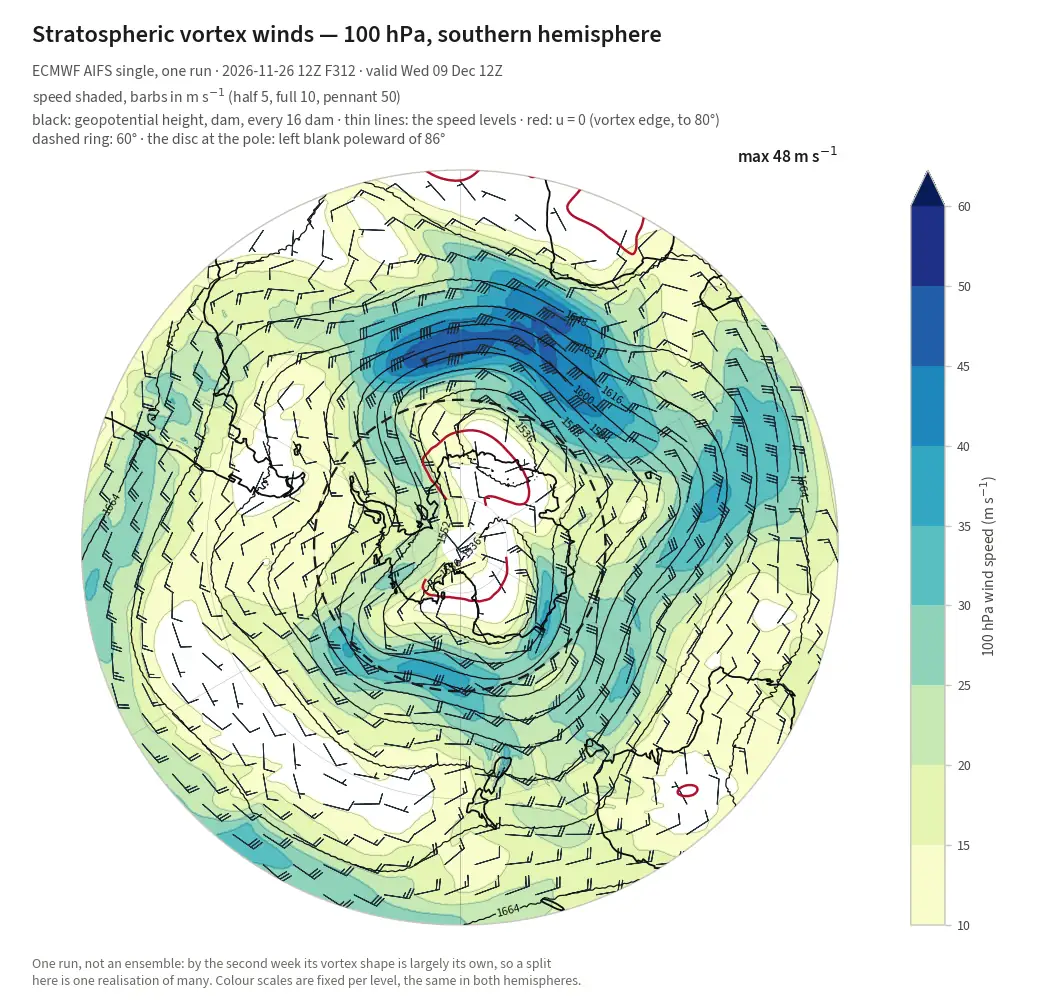 Stratospheric vortex winds — 100 hPa, southern hemisphere
ECMWF AIFS single, one run · 2026-11-26 12Z F312 · valid Wed 09 Dec 12Z
speed shaded, barbs in m s⁻¹ (half 5, full 10, pennant 50)
black: geopotential height, dam, every 16 dam · thin lines: the speed levels · red: u = 0 (vortex edge, to 80°)
dashed ring: 60° · the disc at the pole: left blank poleward of 86°
max 48 m s⁻¹
60
50
45
40
35
30
25
20
15
10
100 hPa wind speed (m s⁻¹)
1616
1600
1536
1552
1536
1664
1664
1664
One run, not an ensemble: by the second week its vortex shape is largely its own, so a split
here is one realisation of many. Colour scales are fixed per level, the same in both hemispheres.